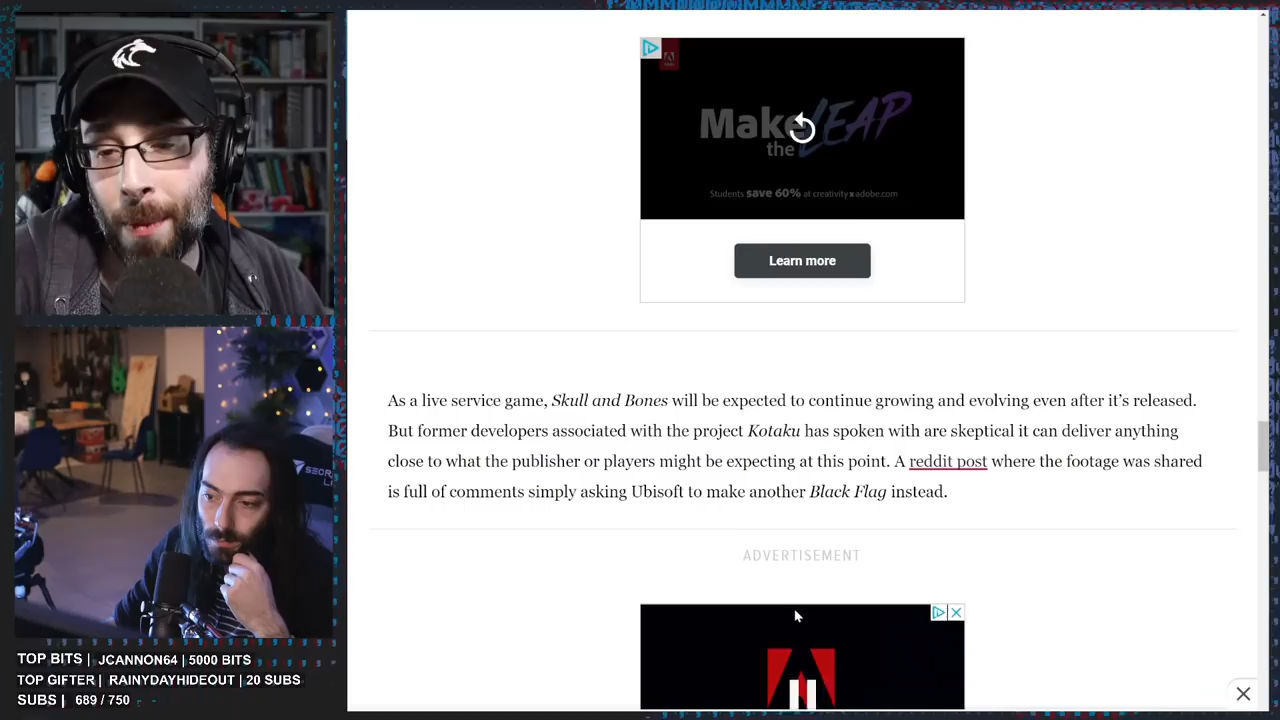 Make
the LEAP
Students save 60% at creativity x adobe.com
Learn more
As a live service game, Skull and Bones will be expected to continue growing and evolving even after it’s released.
But former developers associated with the project Kotaku has spoken with are skeptical it can deliver anything
close to what the publisher or players might be expecting at this point. A reddit post where the footage was shared
is full of comments simply asking Ubisoft to make another Black Flag instead.
ADVERTISEMENT
TOP BITS | JCANNON64 | 5000 BITS
TOP GIFTER | RAINYDAYHIDEOUT | 20 SUBS
SUBS | 689 / 750